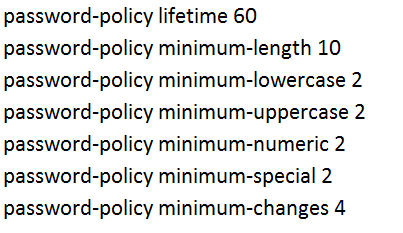 password-policy lifetime 60
password-policy minimum-length 10
password-policy minimum-lowercase 2
password-policy minimum-uppercase 2
password-policy minimum-numeric 2
password-policy minimum-special 2
password-policy minimum-changes 4